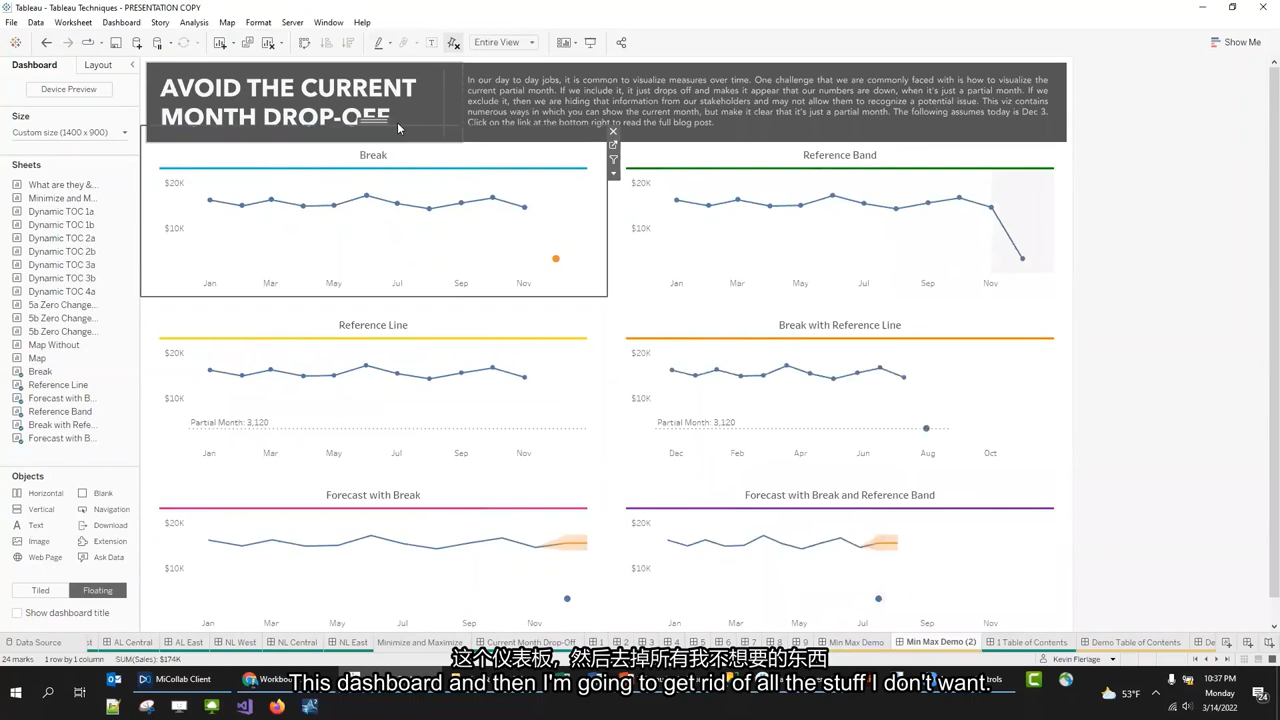 Tableau - Tableau Techniques - PRESENTATION COPY
File Data Worksheet Dashboard Story Analysis Map Format Server Window Help
Entire View
Show Me
Dashboard Layout
Device Preview
Size
Custom size (1400 x 900)
Sheets
What are they &...
Minimize and M...
Dynamic TOC 1a
Dynamic TOC 1b
Dynamic TOC 2a
Dynamic TOC 2b
Dynamic TOC 3a
Dynamic TOC 3b
Dynamic TOC 4a
5a Zero Change...
5b Zero Change...
5b Zero Change...
Map Without
Map
Break
Reference Line
Forecast with B...
Reference Band
Break with Refe...
Forecast with B...
Objects
Horizontal Blank
Vertical Navigation
Text Download
Image Extension
Web Page Ask Data
Tiled Floating
Show dashboard title
AVOID THE CURRENT
MONTH DROP-OFF
In our day to day jobs, it is common to visualize measures over time. One challenge that we are commonly faced with is how to visualize the
current partial month. If we include it, it just drops off and makes it appear that our numbers are down, when it's just a partial month. If we
exclude it, then we are hiding that information from our stakeholders and may not allow them to recognize a potential issue. This viz contains
numerous ways in which you can show the current month, but make it clear that it's just a partial month. The following assumes today is Dec 3.
Click on the link at the bottom right to read the full blog post.
Break
$20K
$10K
Jan Mar May Jul Sep Nov
Reference Band
$20K
$10K
Jan Mar May Jul Sep Nov
Reference Line
$20K
$10K
Partial Month: 3,120
Jan Mar May Jul Sep Nov
Break with Reference Line
$20K
$10K
Partial Month: 3,120
Dec Feb Apr Jun Aug Oct
Forecast with Break
$20K
$10K
Jan Mar May Jul Sep Nov
Forecast with Break and Reference Band
$20K
$10K
Jan Mar May Jul Sep Nov
Data Source st AL Central AL East NL West NL Central NL East Minimize and Maximize Current Month Drop-Off 1 2 3 4 5 6 7 8 9 Min Max Demo Min Max Demo (2) 1 Table of Contents Demo Table of Contents
24 marks 1 row by 1 column SUM(Sales): $174K
Kevin Flerlage
这个仪表板，然后去掉所有我不想要的东西
This dashboard and then I'm going to get rid of all the stuff I don't want.
McCollab Client
Workbo
53°F
10:37 PM
Monday
3/14/2022
24